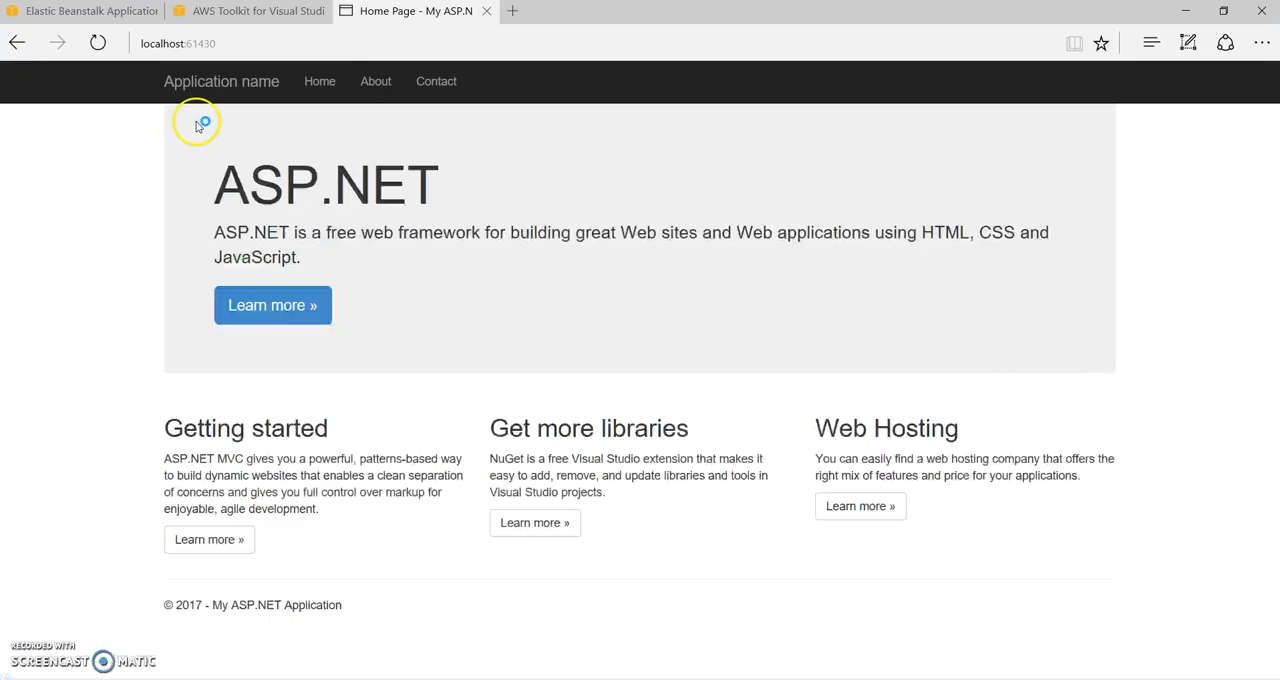 Elastic Beanstalk Application
AWS Toolkit for Visual Studi
Home Page - My ASP.N
localhost:61430
Application name Home About Contact
ASP.NET
ASP.NET is a free web framework for building great Web sites and Web applications using HTML, CSS and
JavaScript.
Learn more »
Getting started
ASP.NET MVC gives you a powerful, patterns-based way
to build dynamic websites that enables a clean separation
of concerns and gives you full control over markup for
enjoyable, agile development.
Learn more »
Get more libraries
NuGet is a free Visual Studio extension that makes it
easy to add, remove, and update libraries and tools in
Visual Studio projects.
Learn more »
Web Hosting
You can easily find a web hosting company that offers the
right mix of features and price for your applications.
Learn more »
© 2017 - My ASP.NET Application
RECORDED WITH
SCREENCAST MATIC